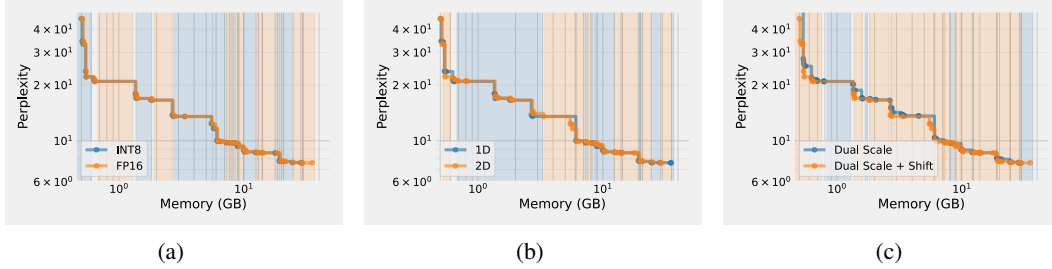 Perplexity
4 × 10¹
3 × 10¹
2 × 10¹
10¹
6 × 10⁰
INT8
FP16
10⁰ 10¹
Memory (GB)
(a)
Perplexity
4 × 10¹
3 × 10¹
2 × 10¹
10¹
6 × 10⁰
1D
2D
10⁰ 10¹
Memory (GB)
(b)
Perplexity
4 × 10¹
3 × 10¹
2 × 10¹
10¹
6 × 10⁰
Dual Scale
Dual Scale + Shift
10⁰ 10¹
Memory (GB)
(c)